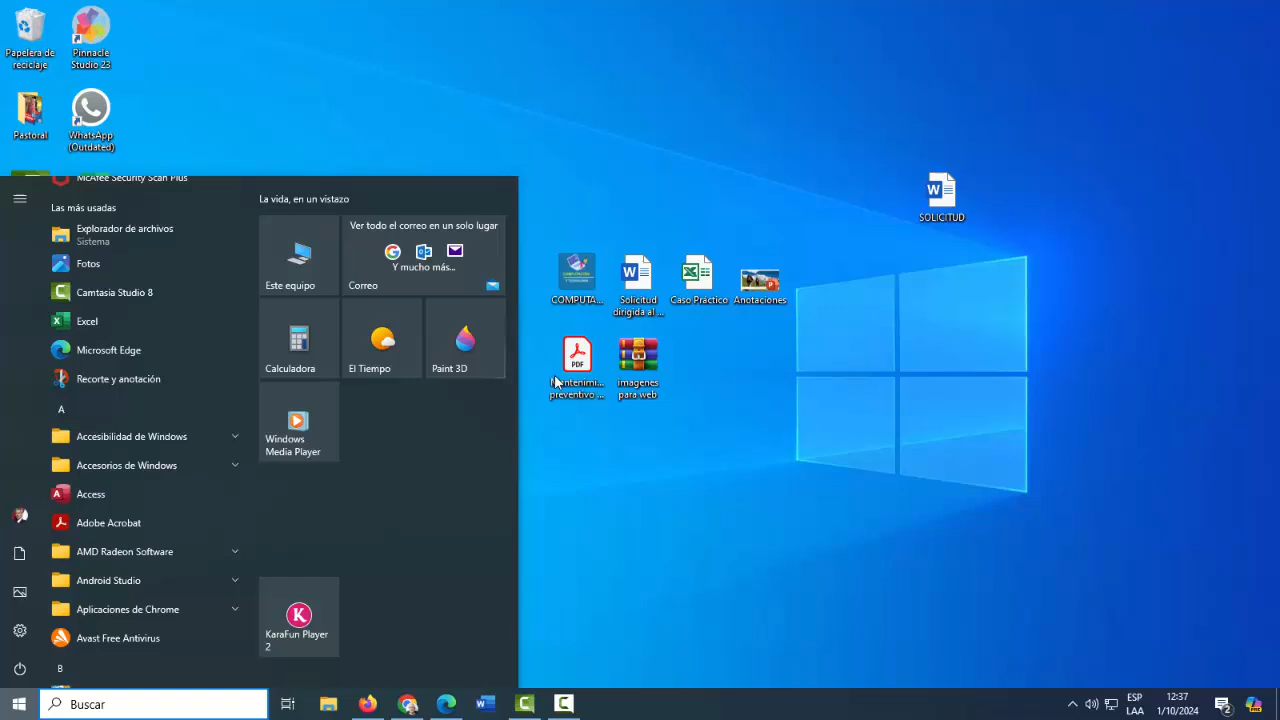 Papelera de
reciclaje
Pinnacle
Studio 23
Pastoral
WhatsApp
(Outdated)
McAfee Security Scan Plus
Las más usadas
Explorador de archivos
Sistema
Fotos
Camtasia Studio 8
Excel
Microsoft Edge
Recorte y anotación
A
Accesibilidad de Windows
Accesorios de Windows
Access
Adobe Acrobat
AMD Radeon Software
Android Studio
Aplicaciones de Chrome
Avast Free Antivirus
B
La vida, en un vistazo
Este equipo
Ver todo el correo en un solo lugar
Y mucho más...
Correo
Calculadora
El Tiempo
Paint 3D
Windows
Media Player
K
KaraFun Player
2
COMPUTA...
Solicitud
dirigida al ...
Caso Práctico
Anotaciones
PDF
Mantenimi...
preventivo ...
imagenes
para web
SOLICITUD
Buscar
ESP
LAA
12:37
1/10/2024
2